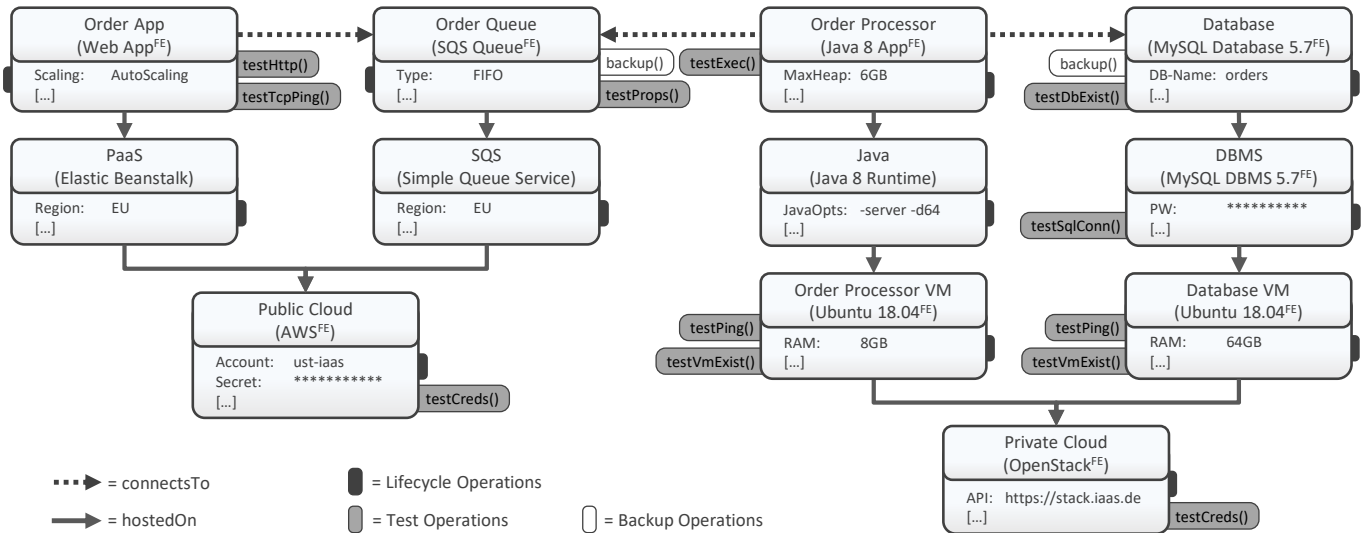 Order App
(Web AppFE)
Scaling: AutoScaling
[...]
testHttp()
testTcpPing()
Order Queue
(SQS QueueFE)
Type: FIFO
[...]
backup()
testProps()
Order Processor
(Java 8 AppFE)
testExec()
MaxHeap: 6GB
[...]
Database
(MySQL Database 5.7FE)
backup()
testDbExist()
DB-Name: orders
[...]
PaaS
(Elastic Beanstalk)
Region: EU
[...]
SQS
(Simple Queue Service)
Region: EU
[...]
Java
(Java 8 Runtime)
JavaOpts: -server -d64
[...]
DBMS
(MySQL DBMS 5.7FE)
testSqlConn()
PW: **********
[...]
Public Cloud
(AWSFE)
Account: ust-iaas
Secret: ***********
[...]
testCreds()
Order Processor VM
(Ubuntu 18.04FE)
testPing()
testVmExist()
RAM: 8GB
[...]
Database VM
(Ubuntu 18.04FE)
testPing()
testVmExist()
RAM: 64GB
[...]
Private Cloud
(OpenStackFE)
API: https://stack.iaas.de
[...]
testCreds()
= connectsTo
= hostedOn
= Lifecycle Operations
= Test Operations
= Backup Operations